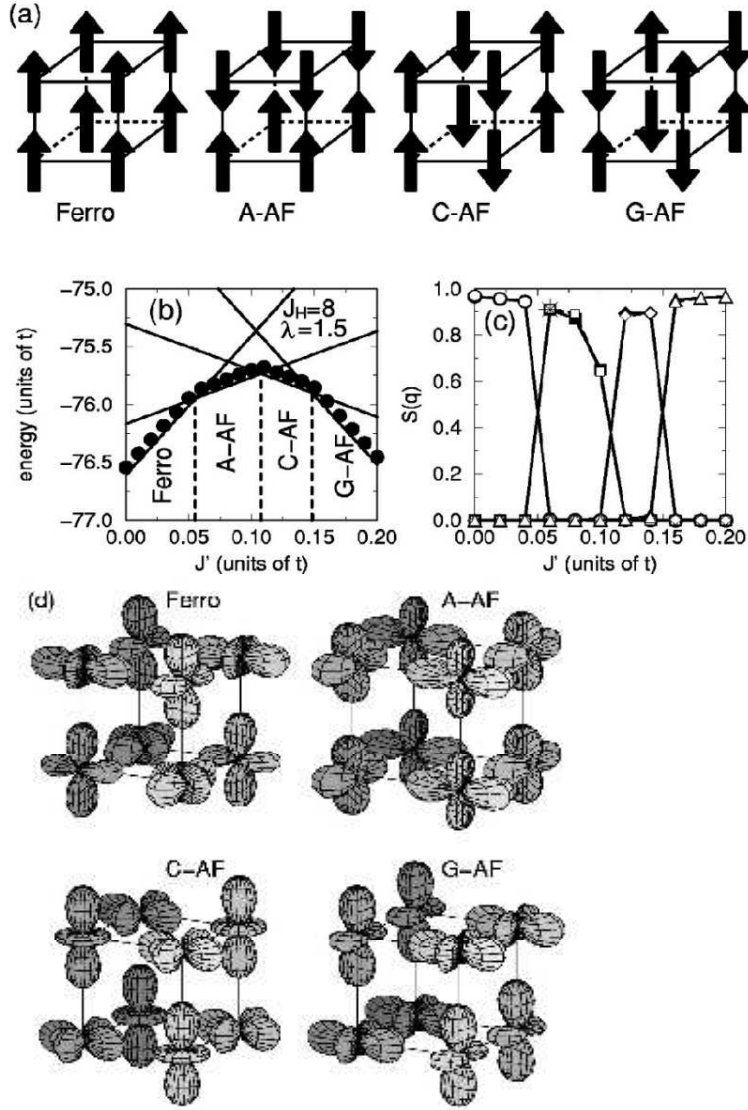 (a)
Ferro A-AF C-AF G-AF
(b)
J_H=8
λ=1.5
energy (units of t)
−75.0
−75.5
−76.0
−76.5
−77.0
Ferro
A−AF
C−AF
G−AF
0.00 0.05 0.10 0.15 0.20
J' (units of t)
(c)
S(q)
1.0
0.8
0.6
0.4
0.2
0.0
0.00 0.05 0.10 0.15 0.20
J' (units of t)
(d)
Ferro A−AF
C−AF G−AF